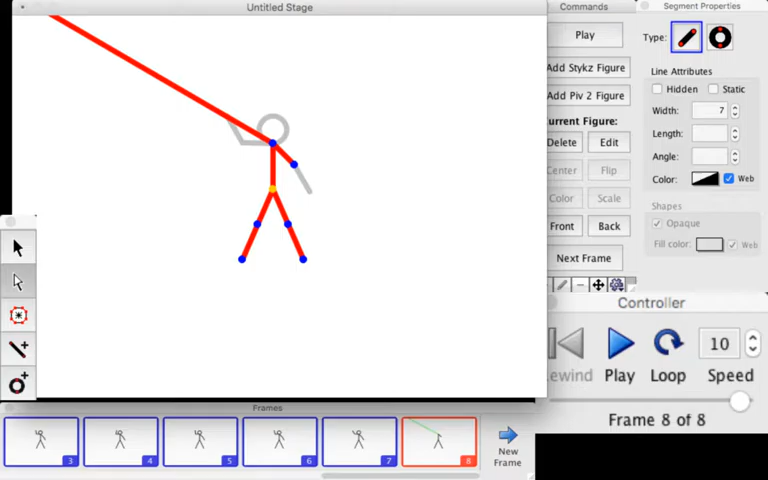 Untitled Stage
Commands
Play
Add Stykz Figure
Add Piv 2 Figure
Current Figure:
Delete
Edit
Center
Flip
Color
Scale
Front
Back
Next Frame
Segment Properties
Type:
Line Attributes
Hidden
Static
Width:
7
Length:
Angle:
Color:
Web
Shapes
Opaque
Fill color:
Web
Controller
ewind
Play
Loop
10
Speed
Frame 8 of 8
Frames
3
4
5
6
7
8
New
Frame